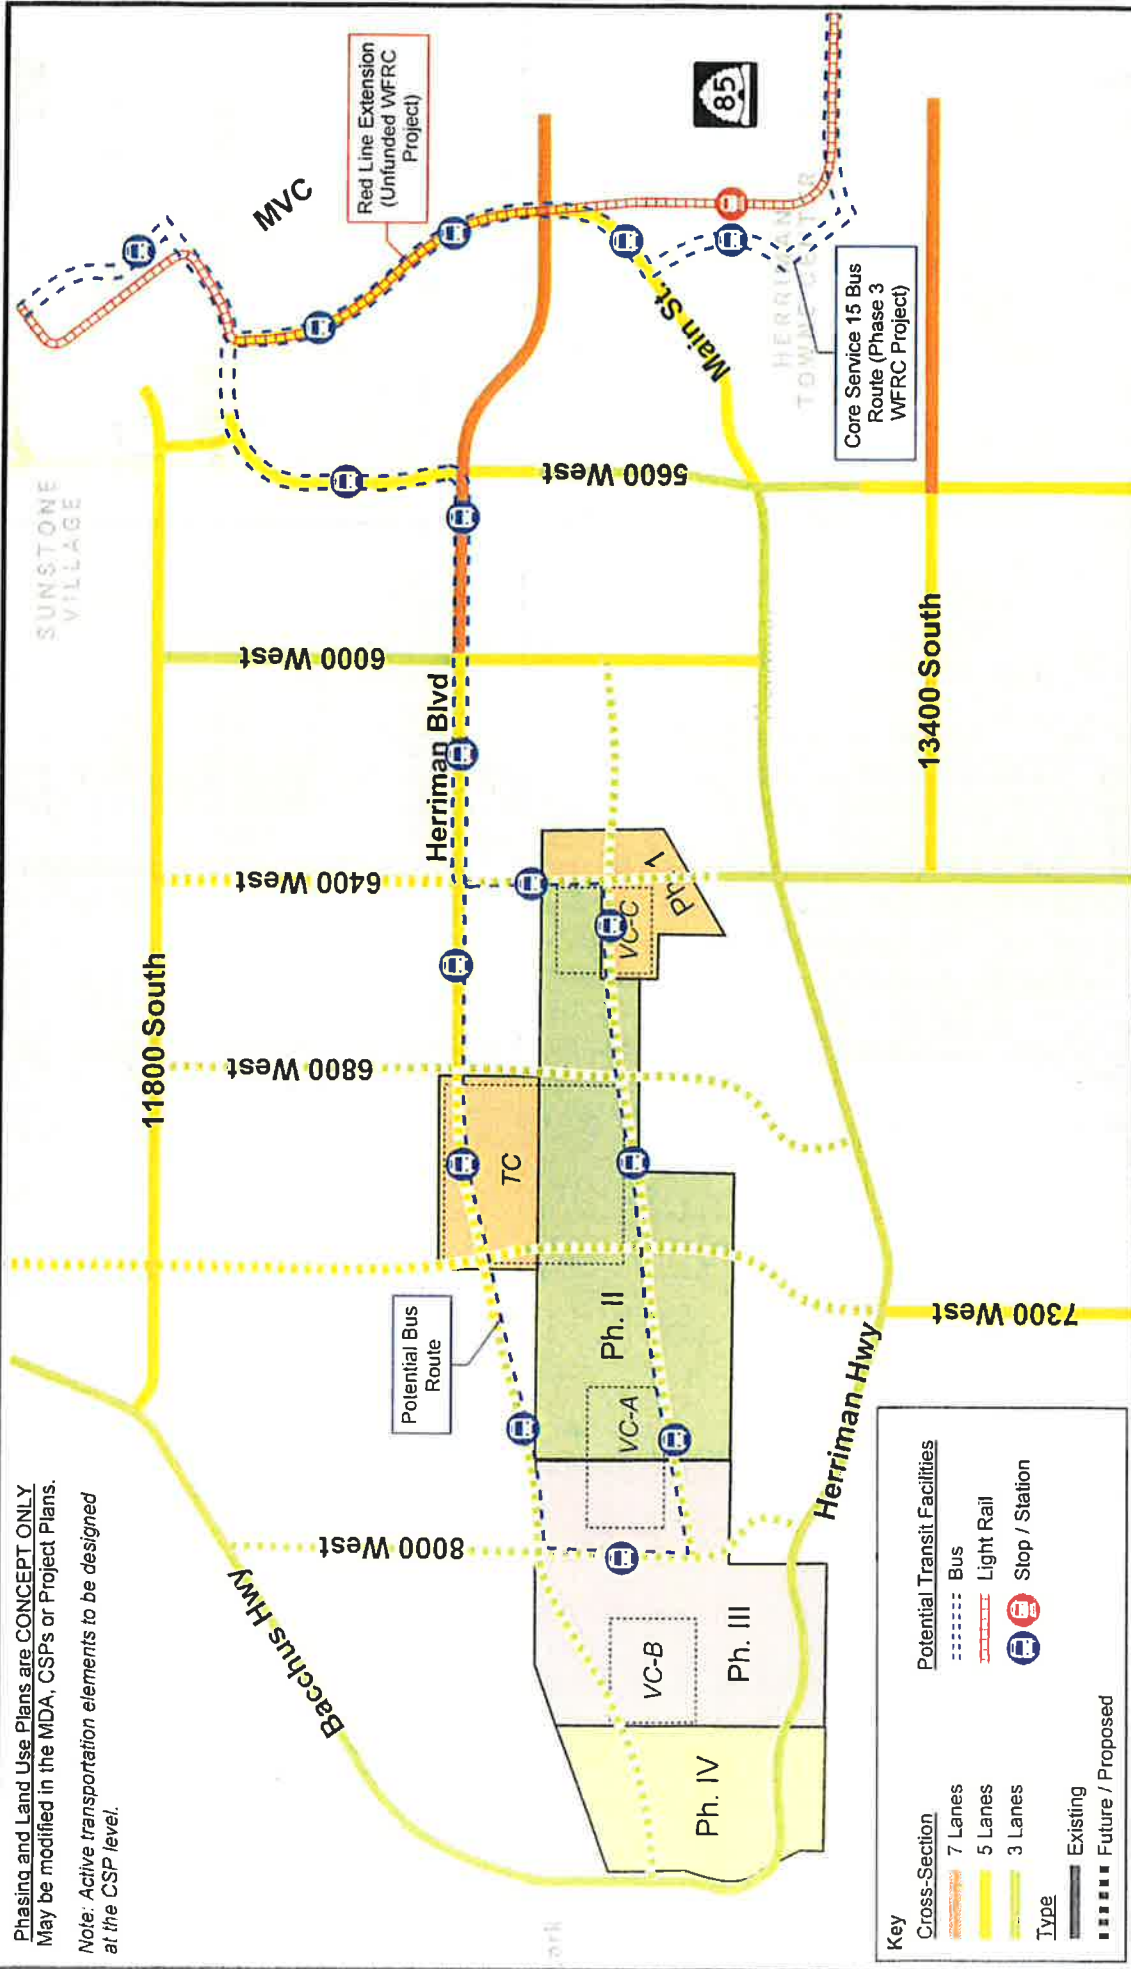 Phasing and Land Use Plans are CONCEPT ONLY
May be modified in the MDA, CSPs or Project Plans.
Note: Active transportation elements to be designed
at the CSP level.
SUNSTONE
VILLAGE
MVC
Red Line Extension
(Unfunded WFRC
Project)
85
11800 South
Bacchus Hwy
8000 West
6800 West
6400 West
6000 West
5600 West
Herriman Blvd
Main St.
HERRIMAN
TOWNE CENTER
Core Service 15 Bus
Route (Phase 3
WFRC Project)
Potential Bus
Route
TC
Ph. II
VC-A
VC-C
Ph. V
VC-B
Ph. III
Ph. IV
Herriman Hwy
7300 West
13400 South
Key
Cross-Section
7 Lanes
5 Lanes
3 Lanes
Type
Existing
Future / Proposed
Potential Transit Facilities
Bus
Light Rail
Stop / Station